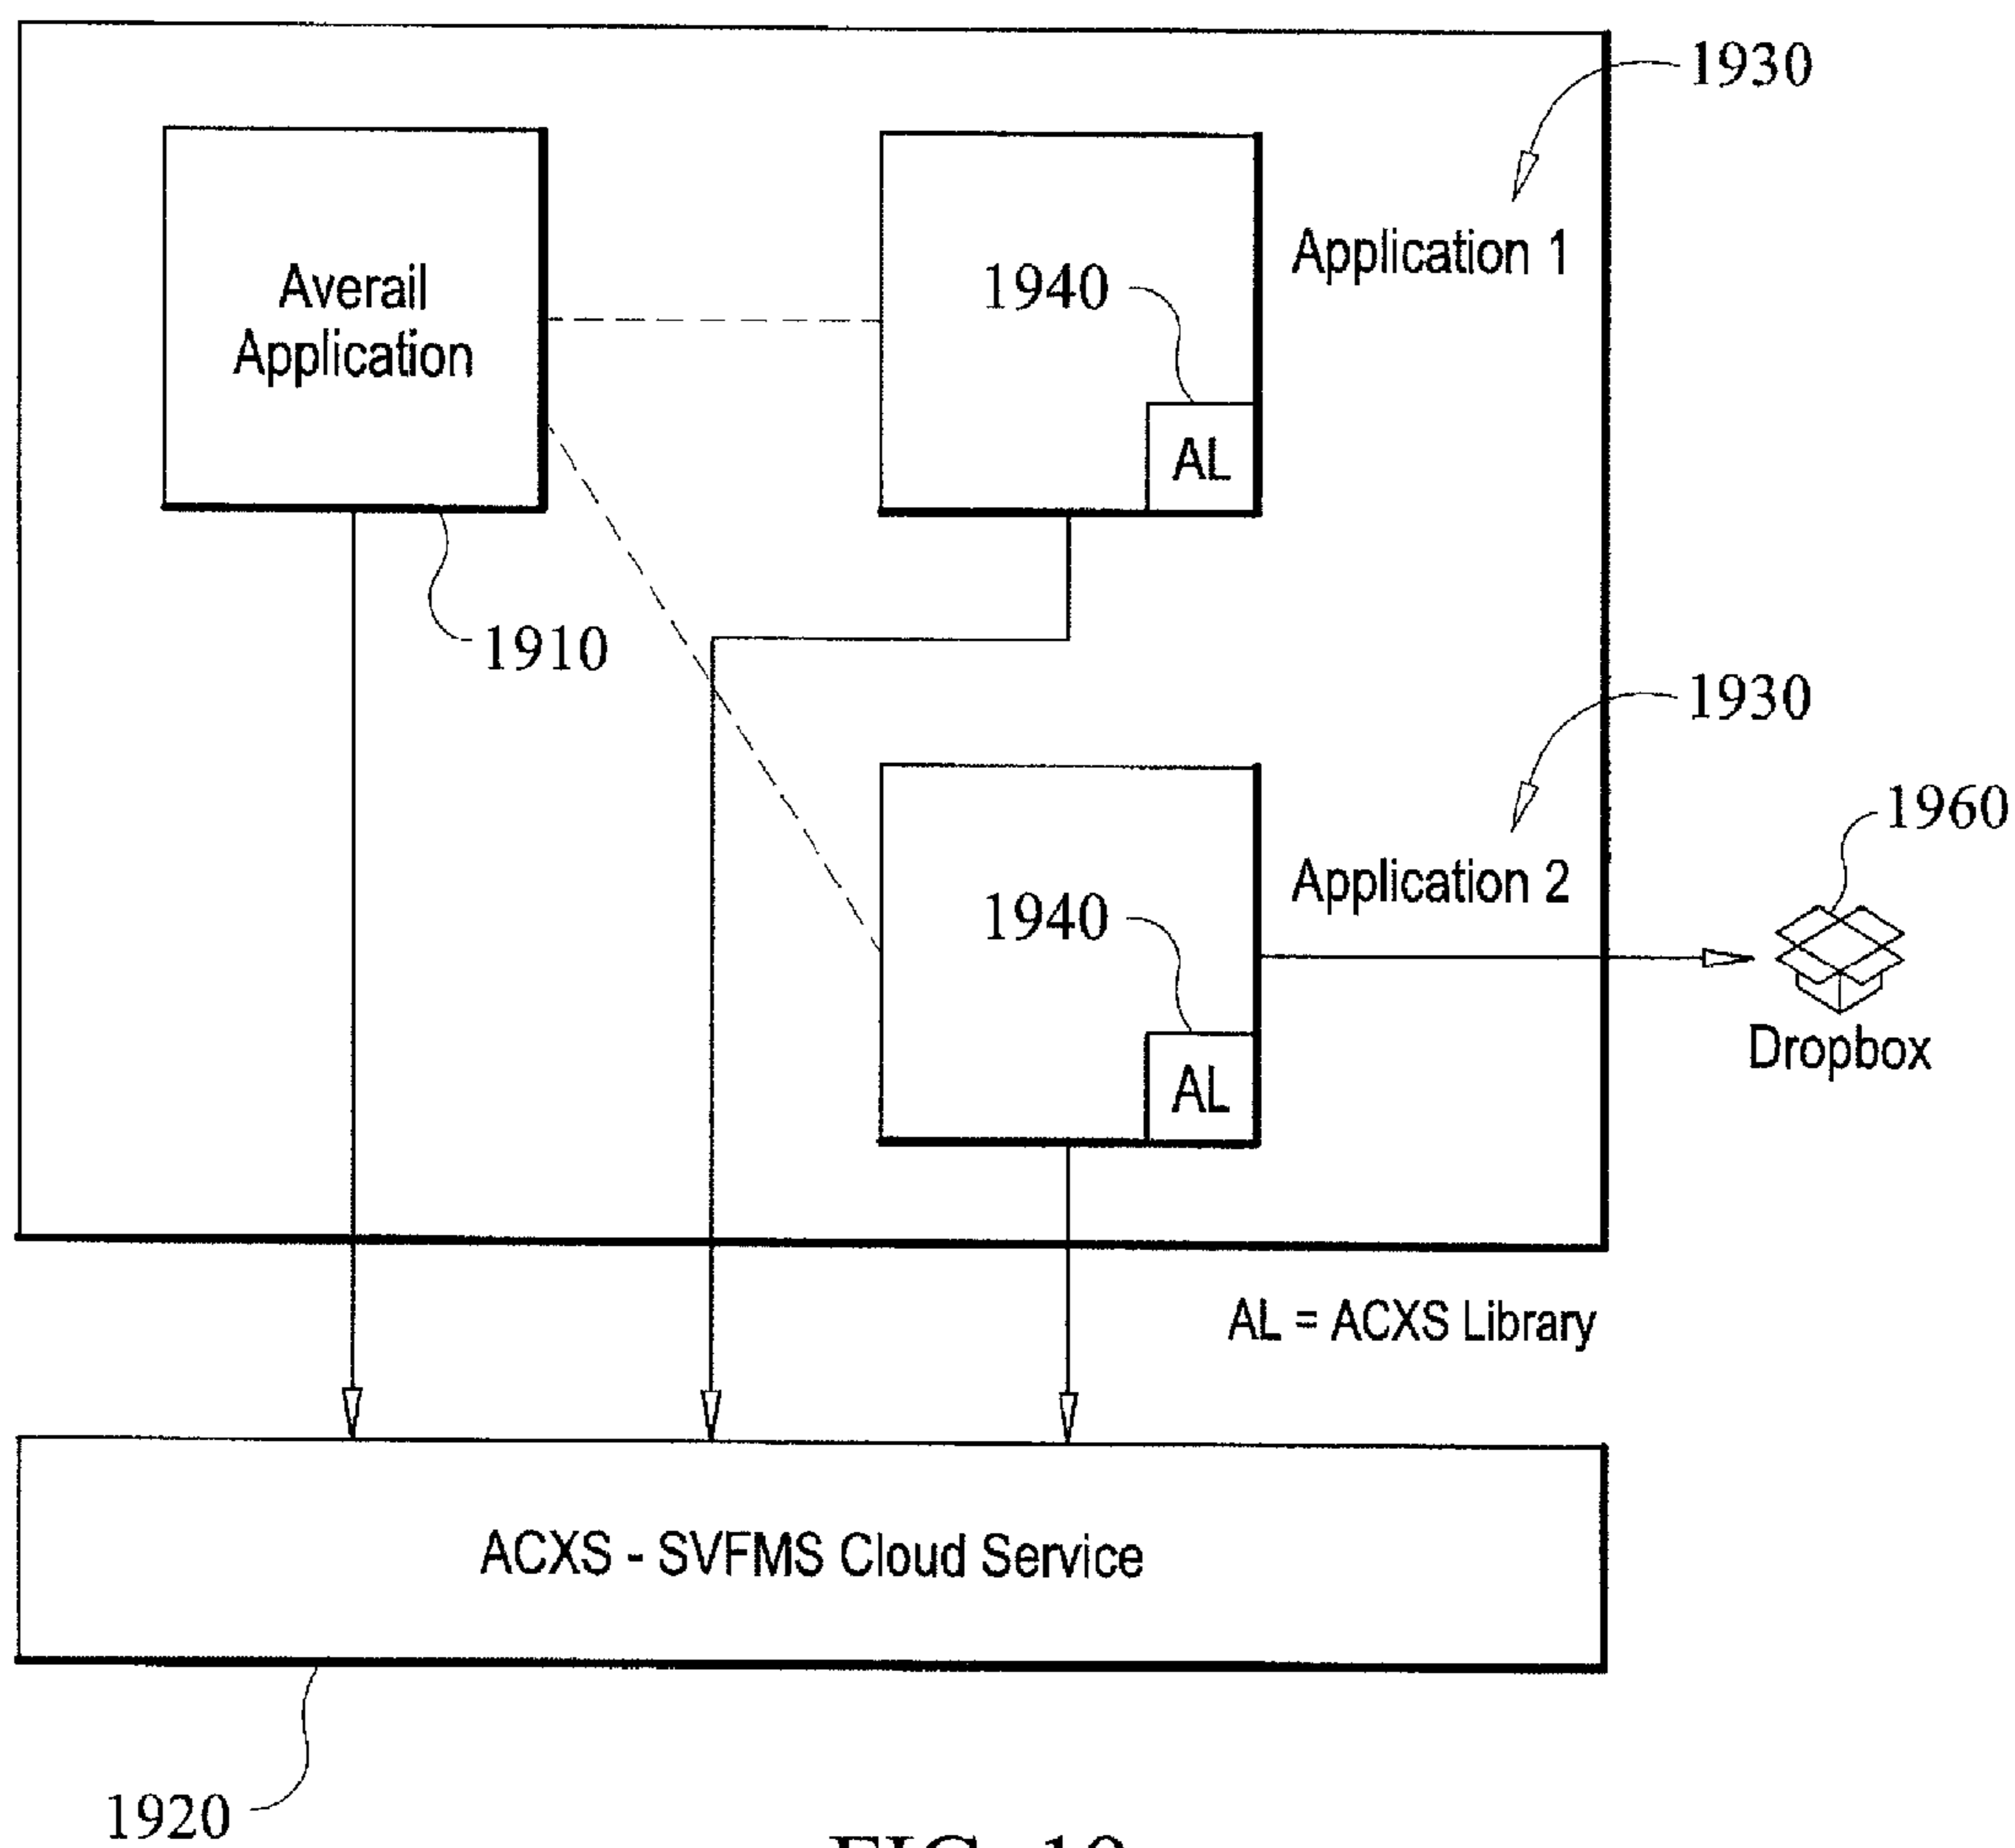 1930
Averail
Application
1940
Application 1
AL
1910
1930
1960
1940
Application 2
AL
Dropbox
AL = ACXS Library
ACXS - SVFMS Cloud Service
1920